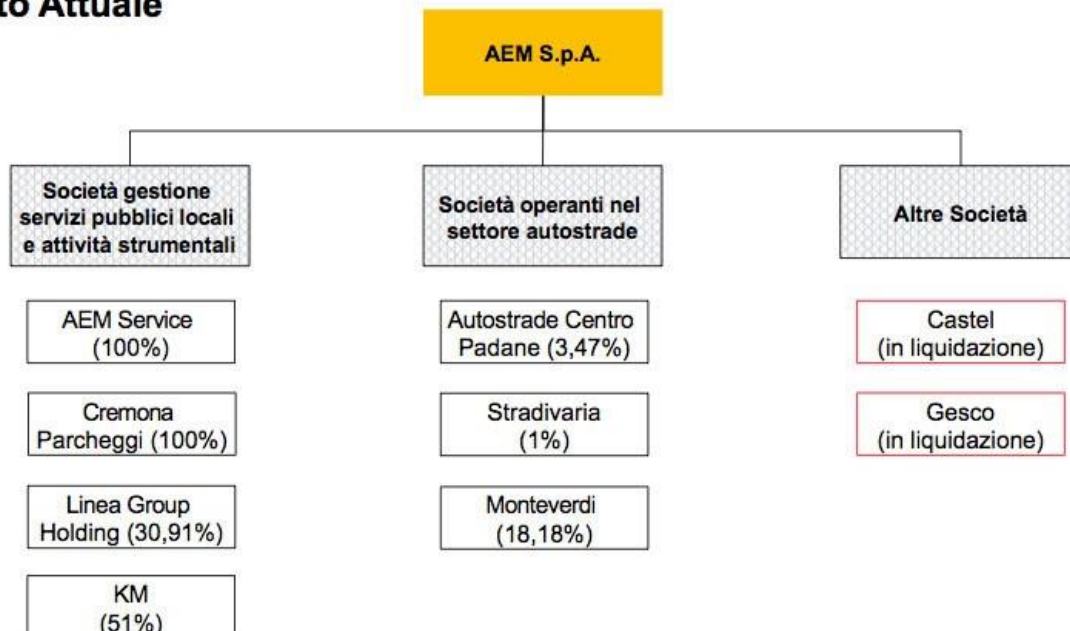 to Attuale
AEM S.p.A.
Società gestione
servizi pubblici locali
e attività strumentali
Società operanti nel
settore autostrade
Altre Società
AEM Service
(100%)
Autostrade Centro
Padane (3,47%)
Castel
(in liquidazione)
Cremona
Parcheggi (100%)
Stradivaria
(1%)
Gesco
(in liquidazione)
Linea Group
Holding (30,91%)
Monteverdi
(18,18%)
KM
(51%)